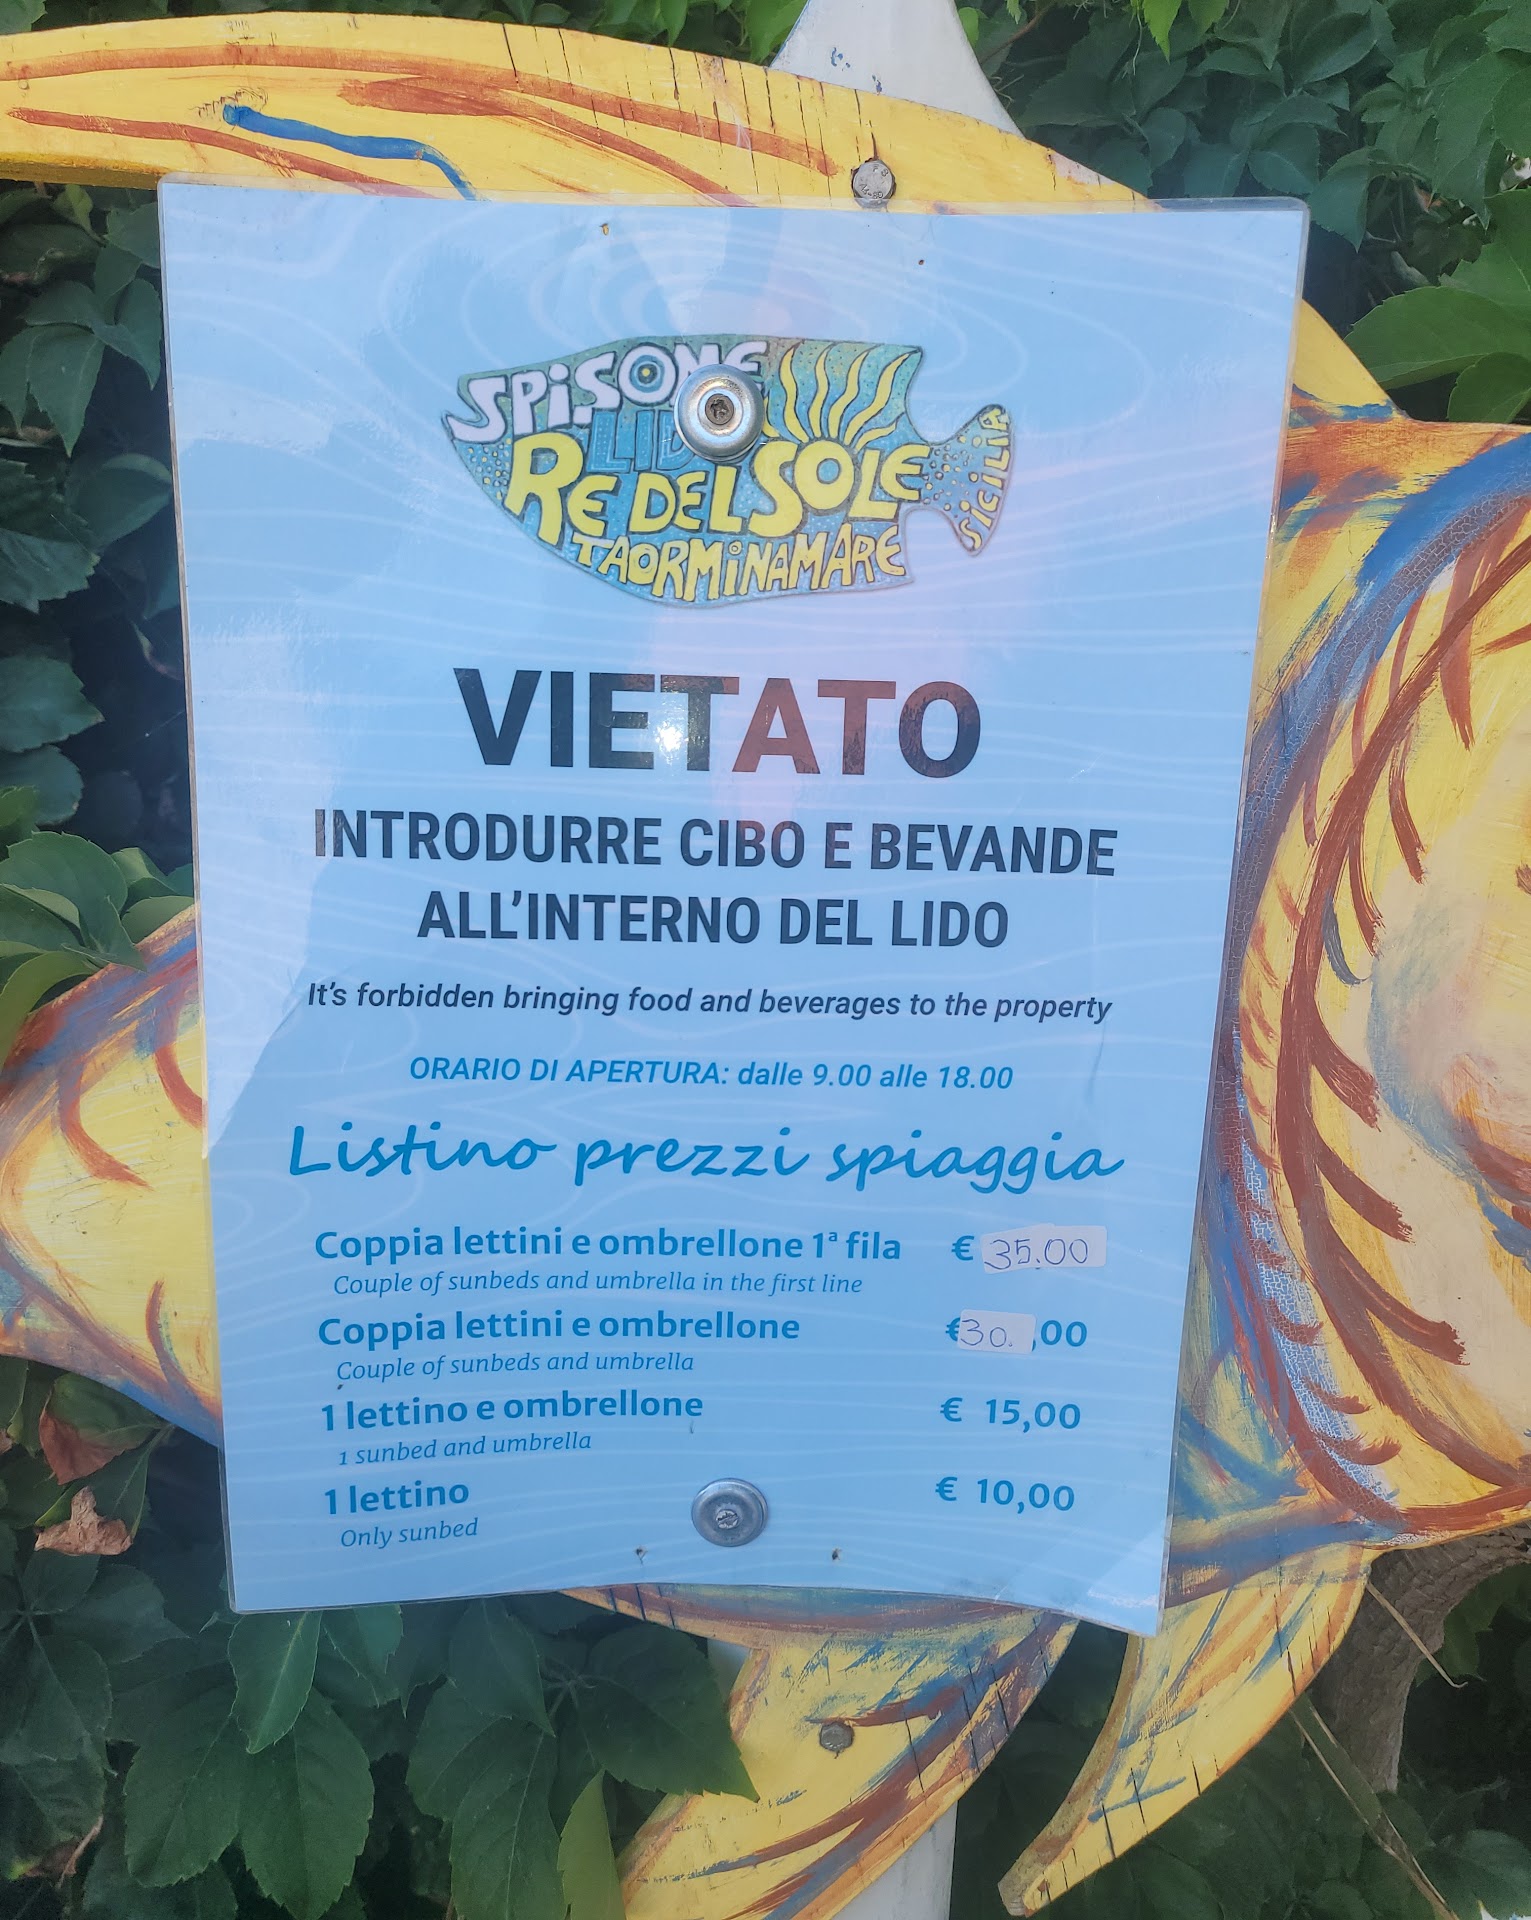 SPISONE
LIDO
RE DEL SOLE
TAORMINAMARE
SICILIA
VIETATO
INTRODURRE CIBO E BEVANDE
ALL'INTERNO DEL LIDO
It's forbidden bringing food and beverages to the property
ORARIO DI APERTURA: dalle 9.00 alle 18.00
Listino prezzi spiaggia
Coppia lettini e ombrellone 1ª fila € 35.00
Couple of sunbeds and umbrella in the first line
Coppia lettini e ombrellone € 30. ,00
Couple of sunbeds and umbrella
1 lettino e ombrellone € 15,00
1 sunbed and umbrella
1 lettino € 10,00
Only sunbed